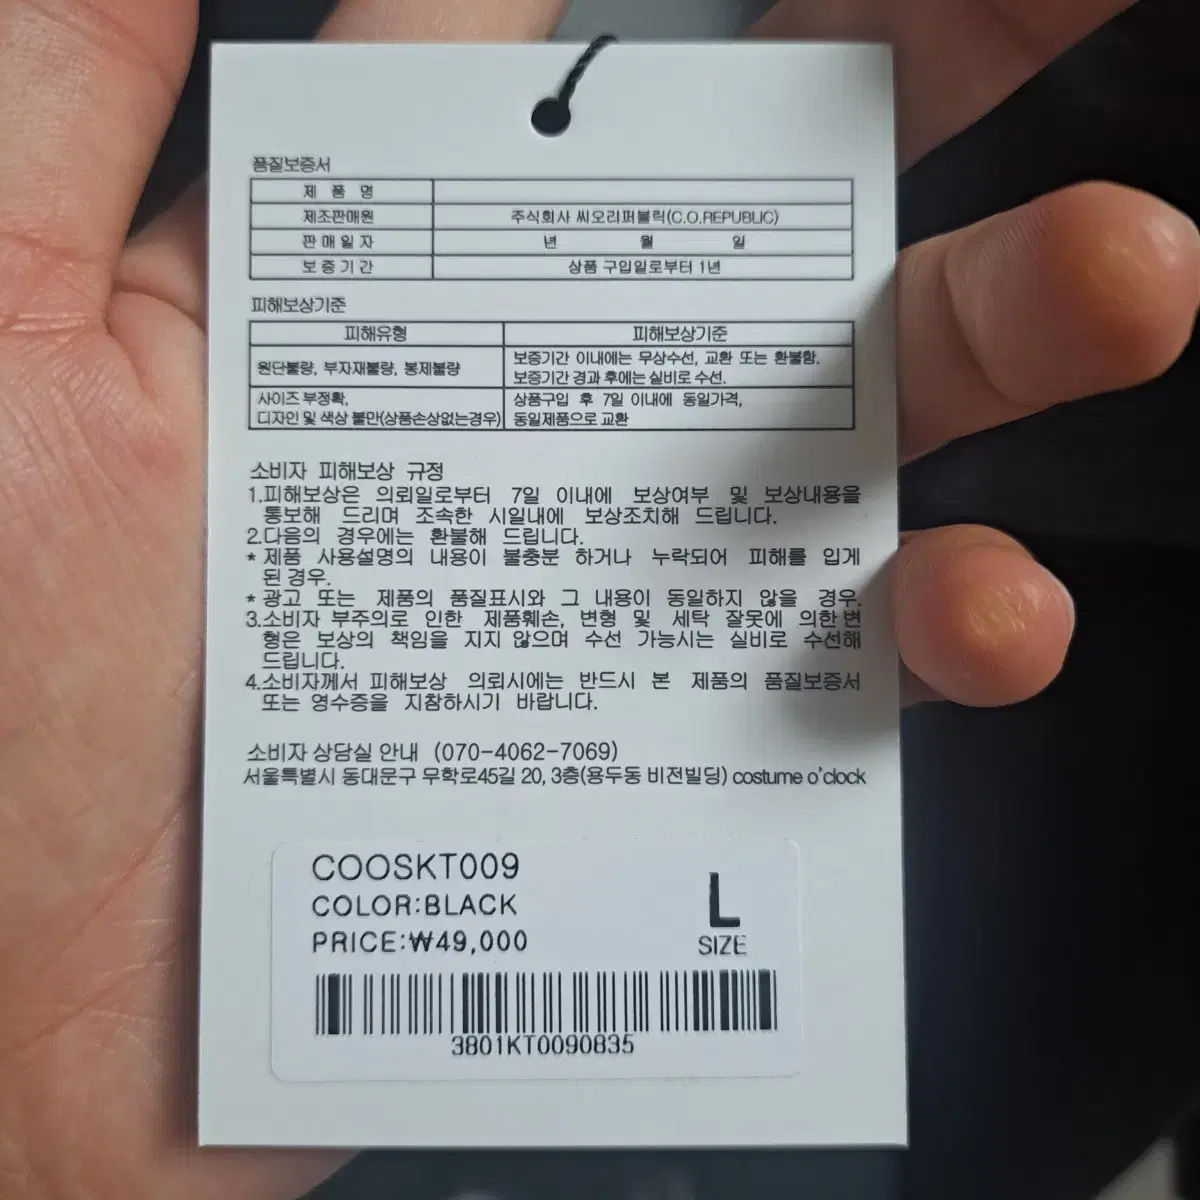 품질보증서
제 품 명
제조판매원 주식회사 씨오리퍼블릭(C.O.REPUBLIC)
판매일자 년 월 일
보증기간 상품 구입일로부터 1년
피해보상기준
피해유형 피해보상기준
원단불량, 부자재불량, 봉제불량 보증기간 이내에는 무상수선, 교환 또는 환불함.
보증기간 경과 후에는 실비로 수선.
사이즈 부정확, 상품구입 후 7일 이내에 동일가격,
디자인 및 색상 불만(상품손상없는경우) 동일제품으로 교환
소비자 피해보상 규정
1.피해보상은 의뢰일로부터 7일 이내에 보상여부 및 보상내용을
통보해 드리며 조속한 시일내에 보상조치해 드립니다.
2.다음의 경우에는 환불해 드립니다.
* 제품 사용설명의 내용이 불충분 하거나 누락되어 피해를 입게
된 경우.
* 광고 또는 제품의 품질표시와 그 내용이 동일하지 않을 경우.
3.소비자 부주의로 인한 제품훼손, 변형 및 세탁 잘못에 의한 변
형은 보상의 책임을 지지 않으며 수선 가능시는 실비로 수선해
드립니다.
4.소비자께서 피해보상 의뢰시에는 반드시 본 제품의 품질보증서
또는 영수증을 지참하시기 바랍니다.
소비자 상담실 안내 (070-4062-7069)
서울특별시 동대문구 무학로45길 20, 3층(용두동 비전빌딩) costume o'clock
COOSKT009
COLOR:BLACK
PRICE:₩49,000
L
SIZE
3801KT0090835